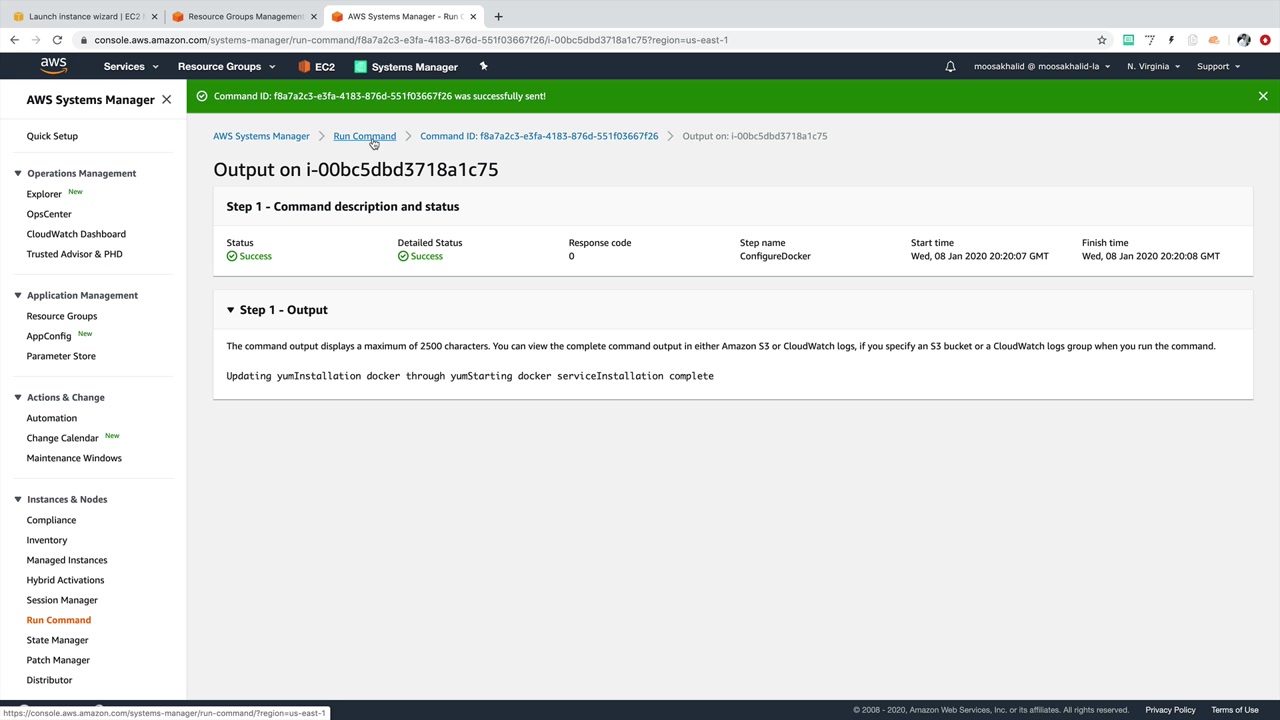 Launch instance wizard | EC2
Resource Groups Management
AWS Systems Manager - Run C
console.aws.amazon.com/systems-manager/run-command/f8a7a2c3-e3fa-4183-876d-551f03667f26/i-00bc5dbd3718a1c75?region=us-east-1
aws
Services
Resource Groups
EC2
Systems Manager
moosakhalid @ moosakhalid-la
N. Virginia
Support
AWS Systems Manager
Command ID: f8a7a2c3-e3fa-4183-876d-551f03667f26 was successfully sent!
Quick Setup
Operations Management
Explorer New
OpsCenter
CloudWatch Dashboard
Trusted Advisor & PHD
Application Management
Resource Groups
AppConfig New
Parameter Store
Actions & Change
Automation
Change Calendar New
Maintenance Windows
Instances & Nodes
Compliance
Inventory
Managed Instances
Hybrid Activations
Session Manager
Run Command
State Manager
Patch Manager
Distributor
AWS Systems Manager > Run Command > Command ID: f8a7a2c3-e3fa-4183-876d-551f03667f26 > Output on: i-00bc5dbd3718a1c75
Output on i-00bc5dbd3718a1c75
Step 1 - Command description and status
Status
Success
Detailed Status
Success
Response code
0
Step name
ConfigureDocker
Start time
Wed, 08 Jan 2020 20:20:07 GMT
Finish time
Wed, 08 Jan 2020 20:20:08 GMT
Step 1 - Output
The command output displays a maximum of 2500 characters. You can view the complete command output in either Amazon S3 or CloudWatch logs, if you specify an S3 bucket or a CloudWatch logs group when you run the command.
Updating yumInstallation docker through yumStarting docker serviceInstallation complete
https://console.aws.amazon.com/systems-manager/run-command/?region=us-east-1
© 2008 - 2020, Amazon Web Services, Inc. or its affiliates. All rights reserved.
Privacy Policy
Terms of Use